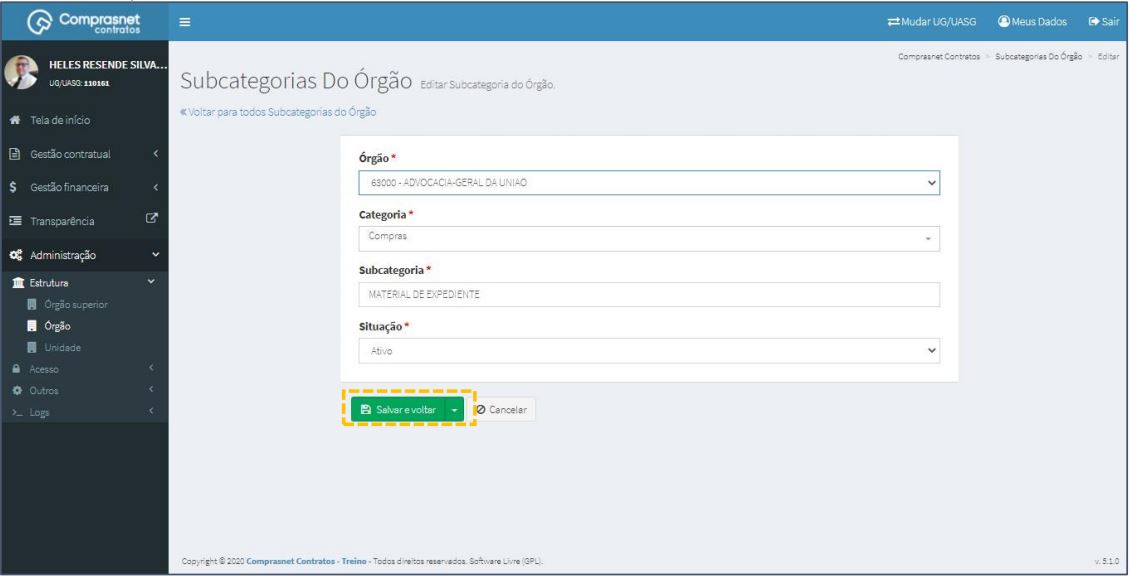 Comprasnet
contratos
Mudar UG/UASG
Meus Dados
Sair
HELES RESENDE SILVA...
UG/UASG: 110161
Tela de início
Gestão contratual
Gestão financeira
Transparência
Administração
Estrutura
Órgão superior
Órgão
Unidade
Acesso
Outros
Logs
Comprasnet Contratos > Subcategorias Do Órgão > Editar
Subcategorias Do Órgão Editar Subcategoria do Órgão.
« Voltar para todos Subcategorias do Órgão
Órgão *
63000 - ADVOCACIA-GERAL DA UNIAO
Categoria *
Compras
Subcategoria *
MATERIAL DE EXPEDIENTE
Situação *
Ativo
Salvar e voltar
Cancelar
Copyright © 2020 Comprasnet Contratos - Treino - Todos direitos reservados. Software Livre (GPL).
v. 5.1.0